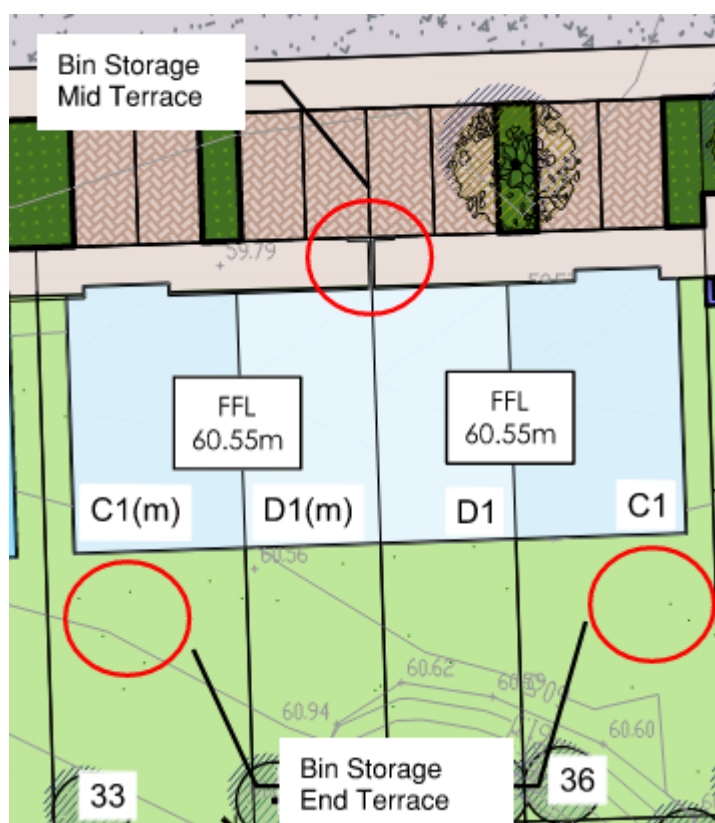 Bin Storage
Mid Terrace
59.79
FFL
60.55m
FFL
60.55m
C1(m)
D1(m)
D1
C1
60.56
60.62
60.94
60.60
Bin Storage
End Terrace
33
36